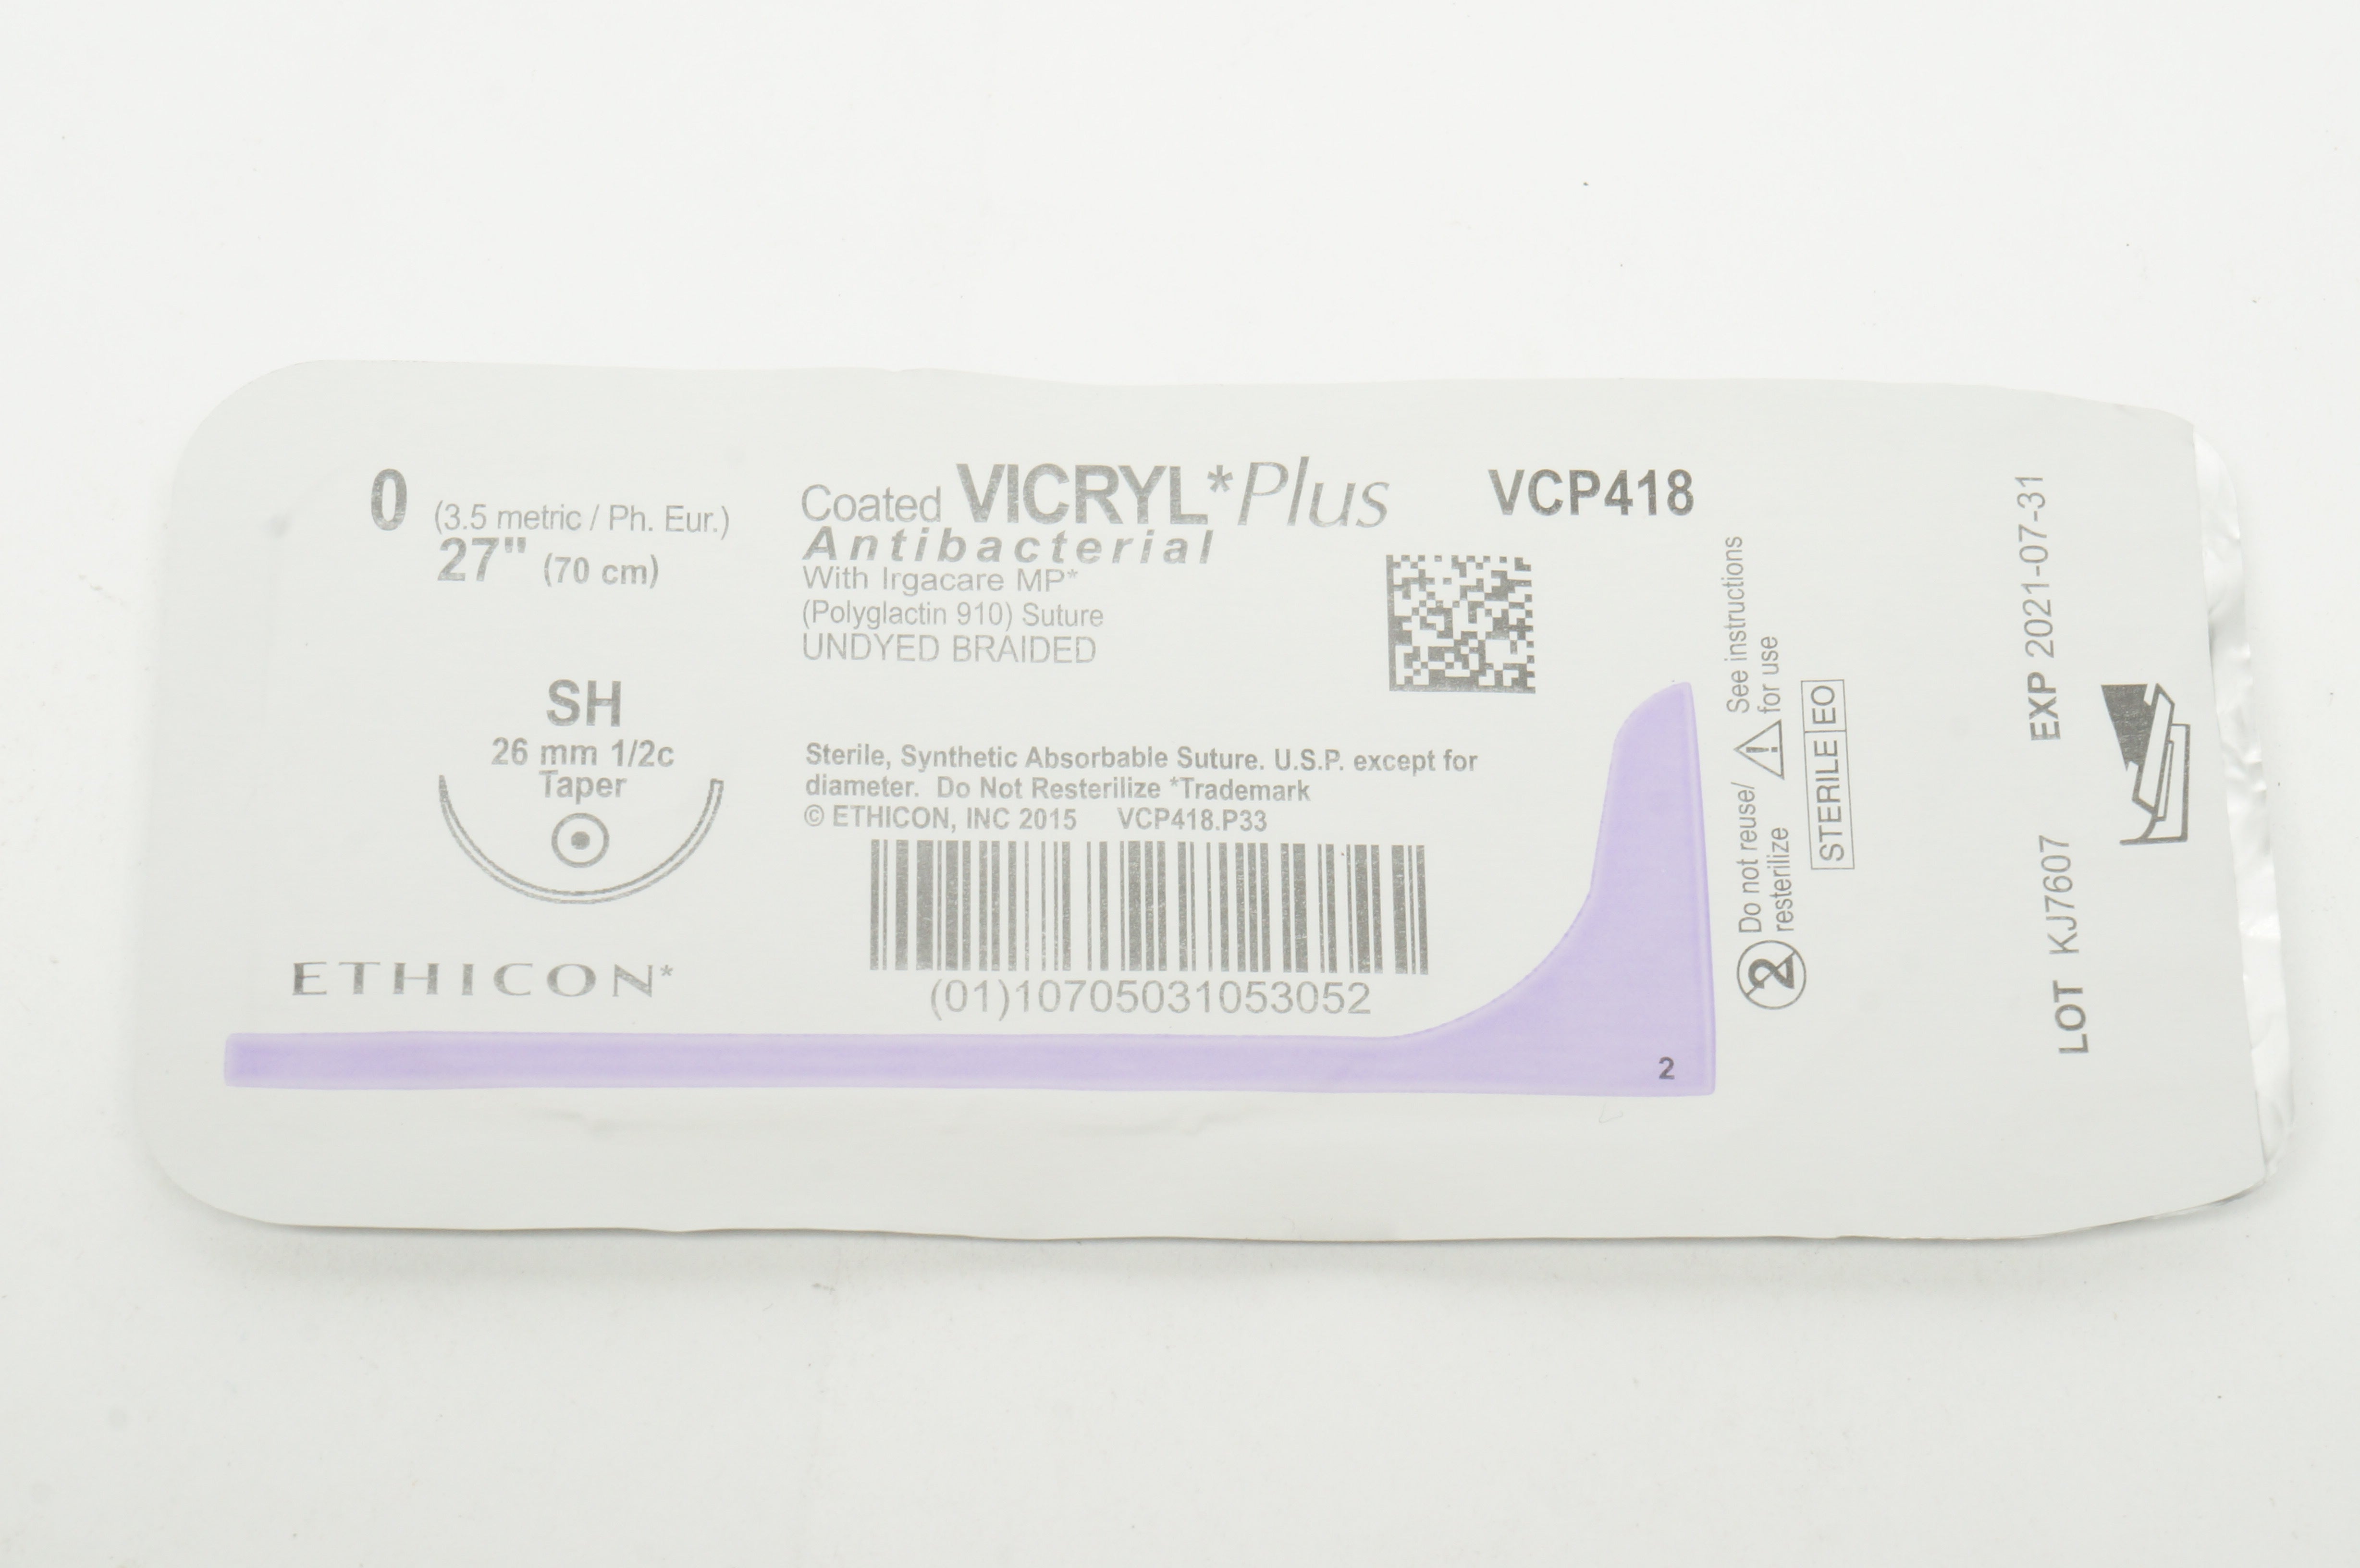 0 (3.5 metric / Ph. Eur.)
27" (70 cm)
SH
26 mm 1/2c
Taper
ETHICON*
Coated VICRYL* Plus
Antibacterial
With Irgacare MP*
(Polyglactin 910) Suture
UNDYED BRAIDED
VCP418
Sterile, Synthetic Absorbable Suture. U.S.P. except for
diameter. Do Not Resterilize *Trademark
© ETHICON, INC 2015 VCP418.P33
(01)10705031053052
2
2 Do not reuse/
resterilize
! See instructions
for use
STERILE EO
LOT KJ7607 EXP 2021-07-31